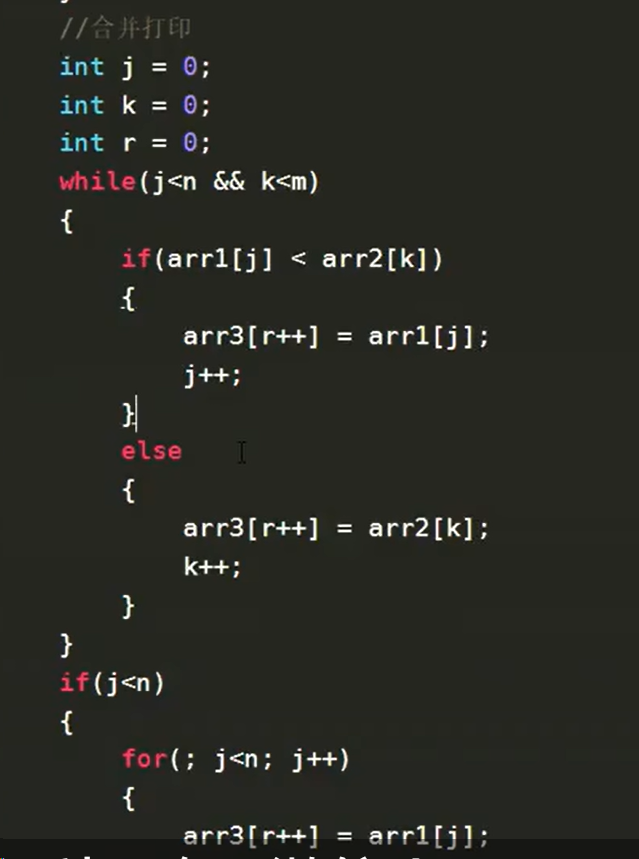 //合并打印
int j = 0;
int k = 0;
int r = 0;
while(j<n && k<m)
{
if(arr1[j] < arr2[k])
{
arr3[r++] = arr1[j];
j++;
}
else
{
arr3[r++] = arr2[k];
k++;
}
}
if(j<n)
{
for(; j<n; j++)
{
arr3[r++] = arr1[j];